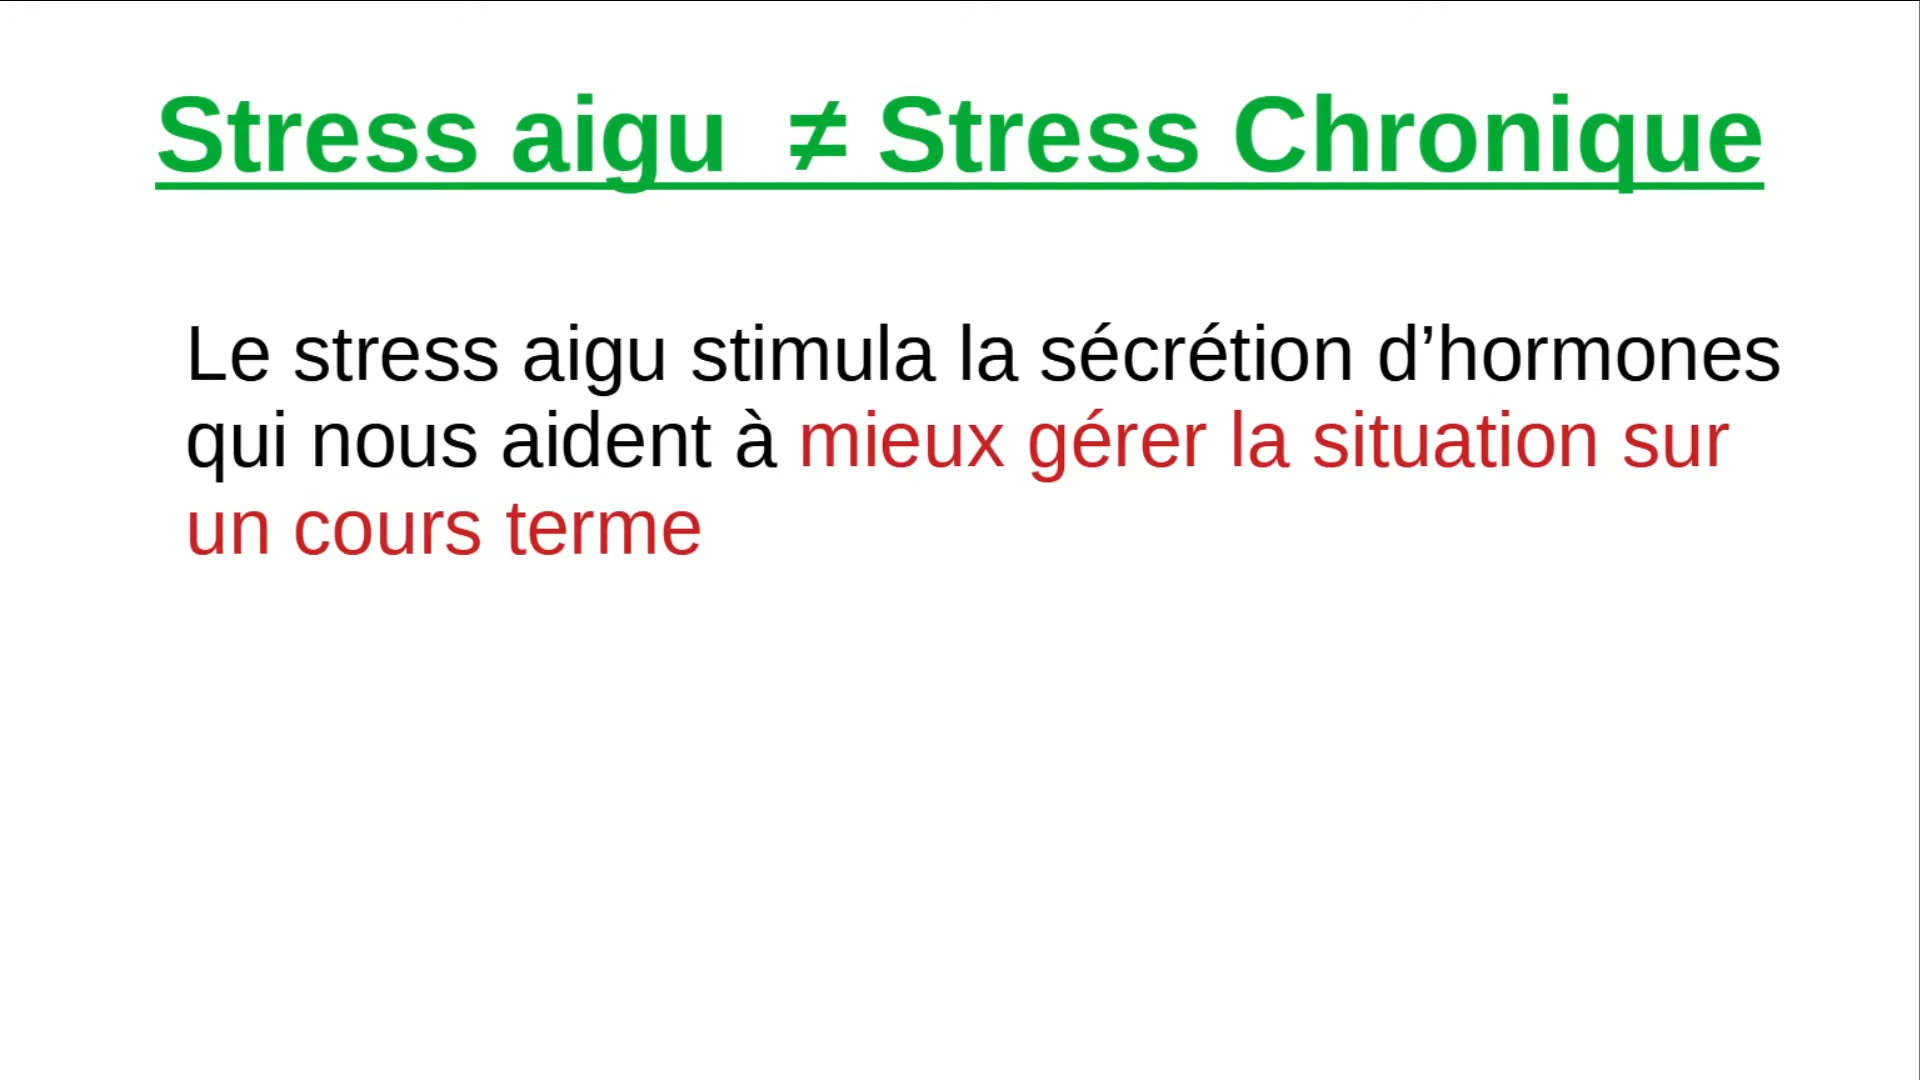 Stress aigu  ≠ Stress Chronique
Le stress aigu stimula la sécrétion d’hormones
qui nous aident à mieux gérer la situation sur
un cours terme